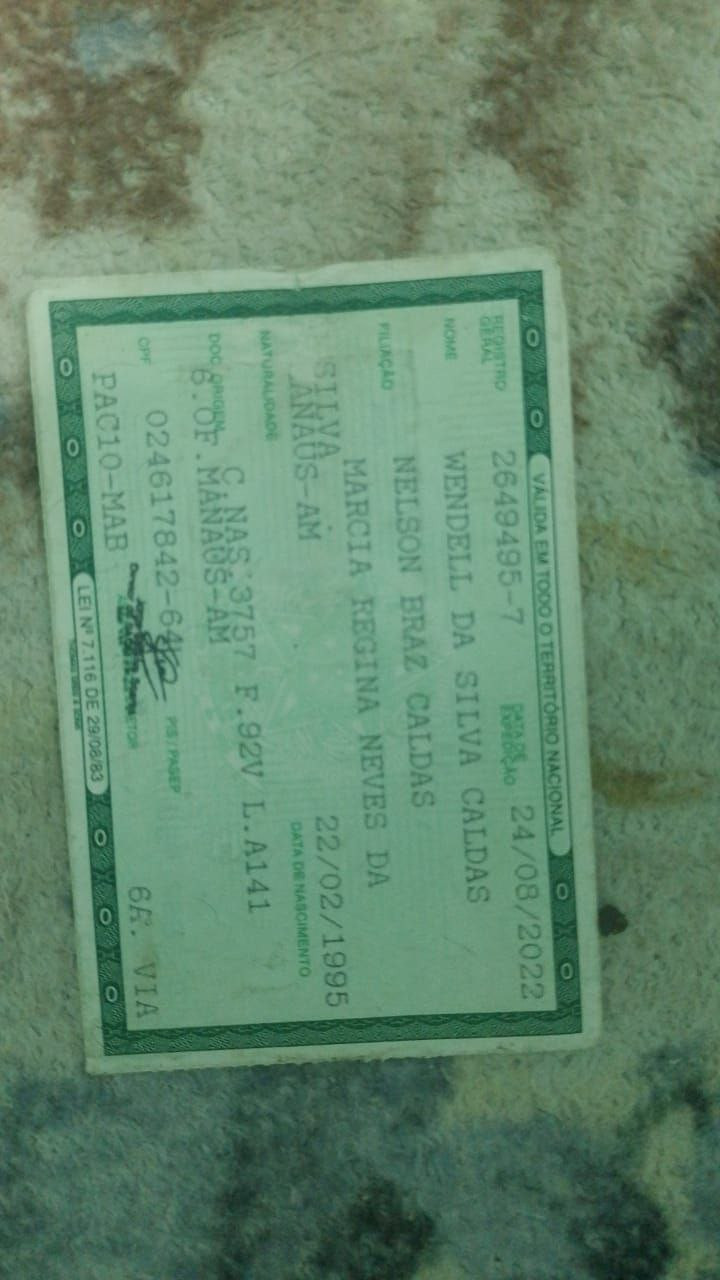 VÁLIDA EM TODO O TERRITÓRIO NACIONAL
REGISTRO GERAL 2649495-7 DATA DE EXPEDIÇÃO 24/08/2022
NOME WENDELL DA SILVA CALDAS
FILIAÇÃO NELSON BRAZ CALDAS
MARCIA REGINA NEVES DA
SILVA
NATURALIDADE ANAUS-AM DATA DE NASCIMENTO 22/02/1995
DOC. ORIGEM C.NAS.3757 F.92V L.A141
6.OF.MANAUS-AM
CPF 024617842-64 PIS / PASEP
PAC10-MAB 6A. VIA
LEI Nº 7.116 DE 29/08/83